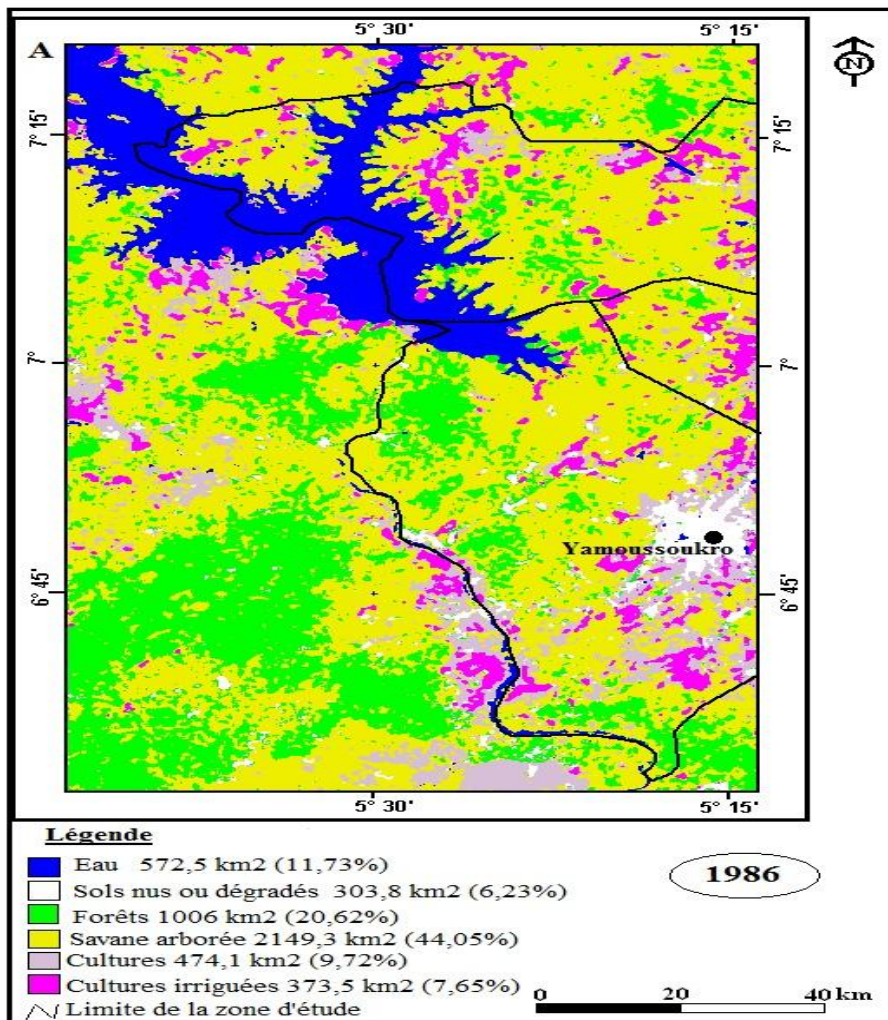 A
5° 30'
5° 15'
N
7° 15'
7° 15'
7°
7°
Yamoussoukro
6° 45'
6° 45'
5° 30'
5° 15'
Légende
Eau 572,5 km2 (11,73%)
Sols nus ou dégradés 303,8 km2 (6,23%)
Forêts 1006 km2 (20,62%)
Savane arborée 2149,3 km2 (44,05%)
Cultures 474,1 km2 (9,72%)
Cultures irriguées 373,5 km2 (7,65%)
Limite de la zone d'étude
1986
0 20 40 km